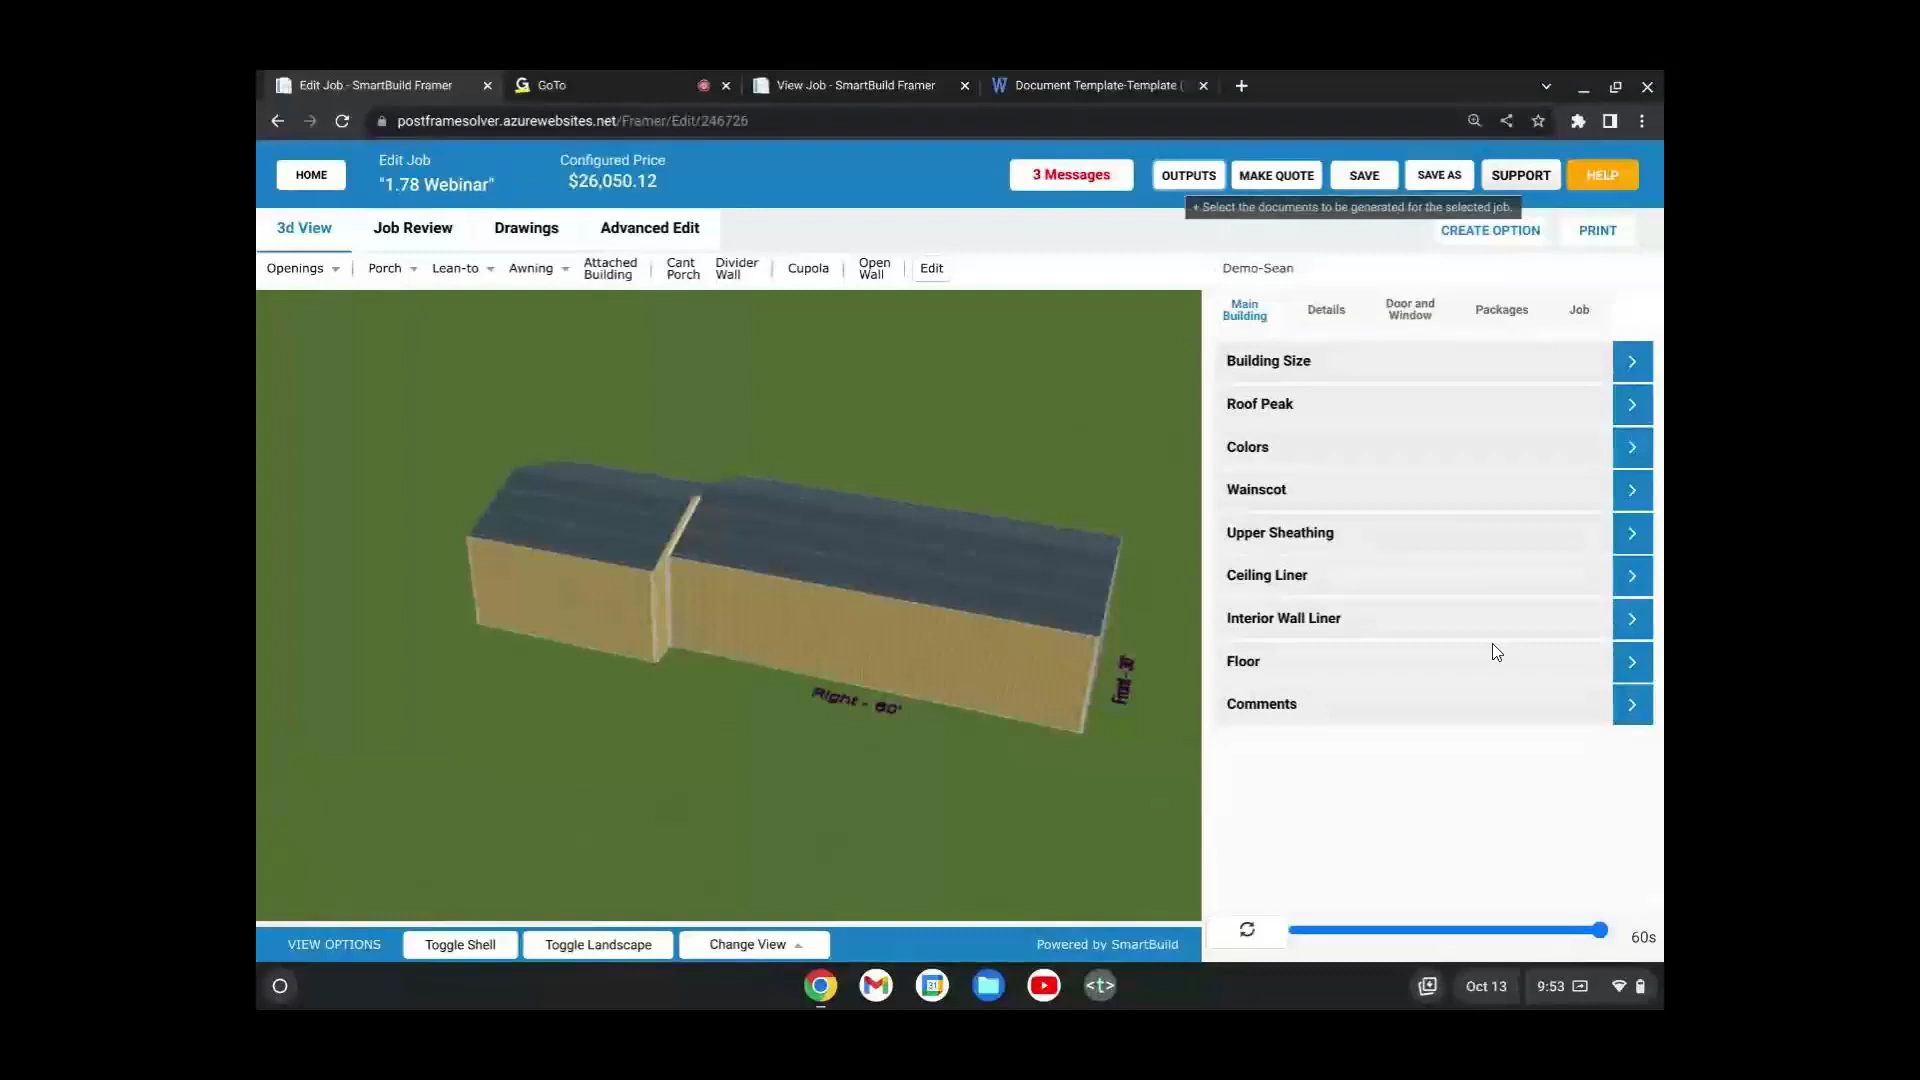 Edit Job - SmartBuild Framer
GoTo
View Job - SmartBuild Framer
Document Template-Template (
postframesolver.azurewebsites.net/Framer/Edit/246726
HOME
Edit Job
"1.78 Webinar"
Configured Price
$26,050.12
3 Messages
OUTPUTS
MAKE QUOTE
SAVE
SAVE AS
SUPPORT
HELP
+ Select the documents to be generated for the selected job.
3d View
Job Review
Drawings
Advanced Edit
CREATE OPTION
PRINT
Openings
Porch
Lean-to
Awning
Attached Building
Cant Porch
Divider Wall
Cupola
Open Wall
Edit
Demo-Sean
Main Building
Details
Door and Window
Packages
Job
Building Size
Roof Peak
Colors
Wainscot
Upper Sheathing
Ceiling Liner
Interior Wall Liner
Floor
Comments
Right - 60'
Front - 30'
60s
VIEW OPTIONS
Toggle Shell
Toggle Landscape
Change View
Powered by SmartBuild
31
<t>
Oct 13
9:53